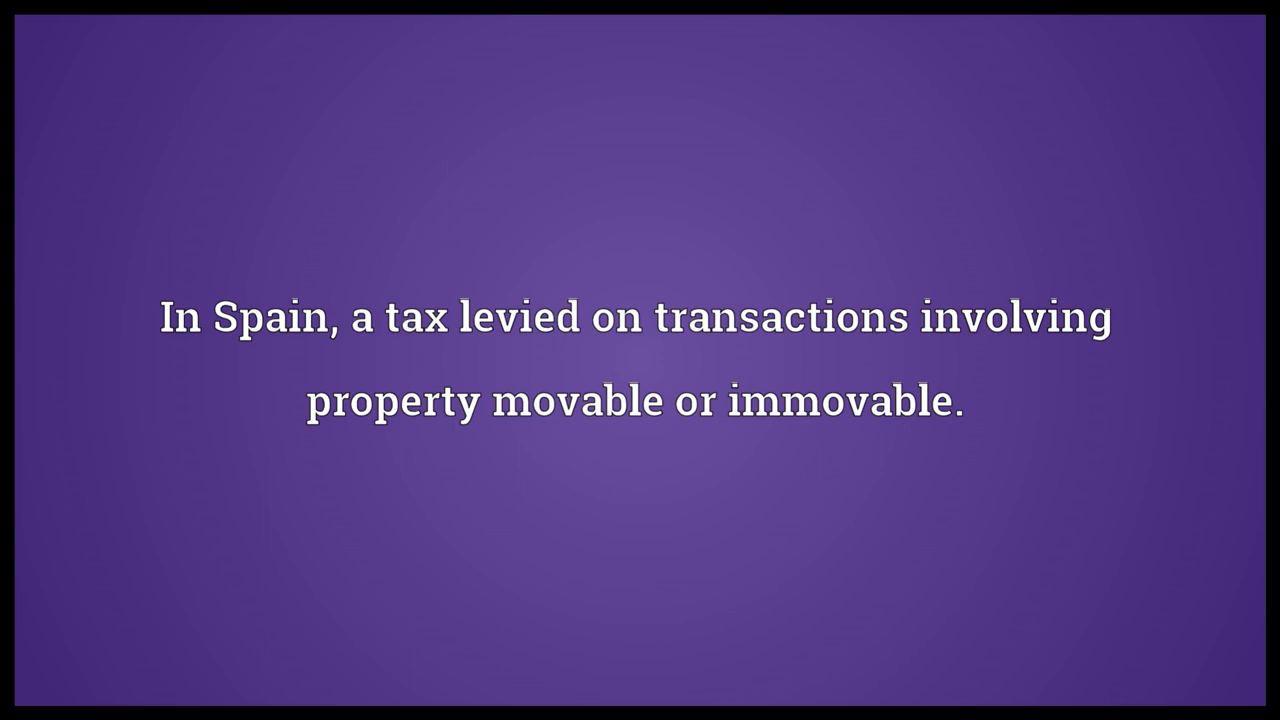 In Spain, a tax levied on transactions involving
property movable or immovable.